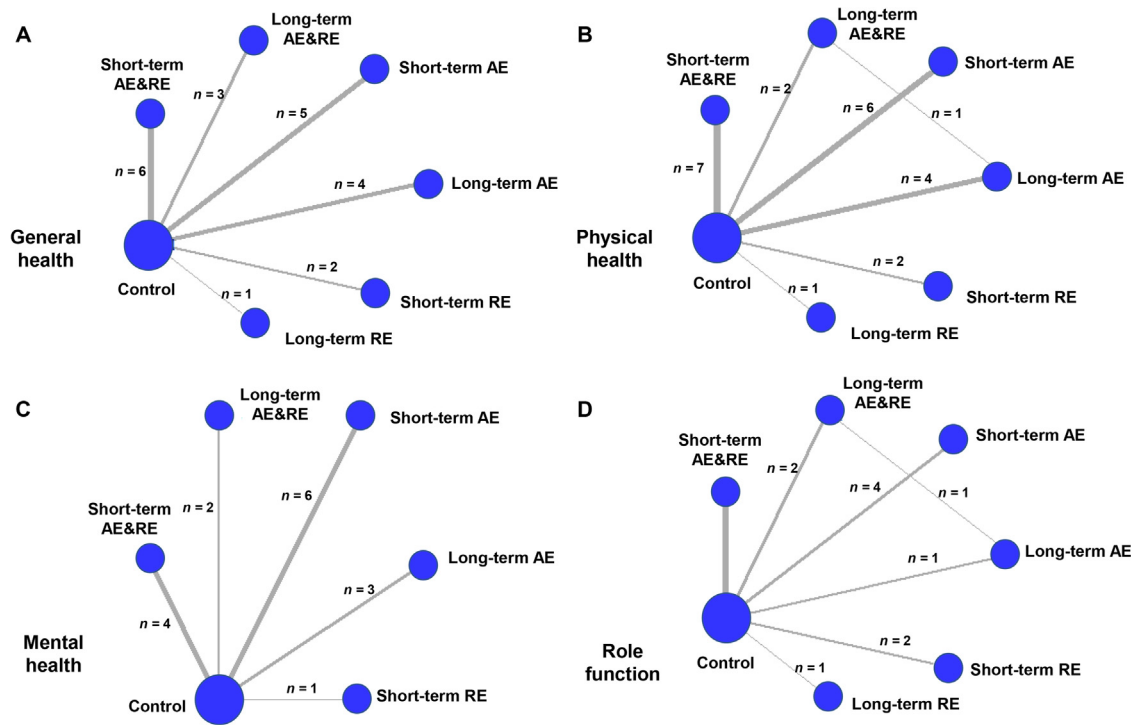 A
Long-term
AE&RE
Short-term
AE&RE
Short-term AE
n = 3
n = 5
n = 6
n = 4
Long-term AE
General
health
Control
n = 2
n = 1
Short-term RE
Long-term RE
B
Long-term
AE&RE
Short-term
AE&RE
Short-term AE
n = 2
n = 6
n = 1
n = 7
n = 4
Long-term AE
Physical
health
Control
n = 2
n = 1
Short-term RE
Long-term RE
C
Long-term
AE&RE
Short-term AE
Short-term
AE&RE
n = 2
n = 6
Long-term AE
n = 3
n = 4
Mental
health
Control
n = 1
Short-term RE
D
Long-term
AE&RE
Short-term
AE&RE
Short-term AE
n = 2
n = 4
n = 1
Long-term AE
n = 1
Role
function
Control
n = 2
n = 1
Short-term RE
Long-term RE